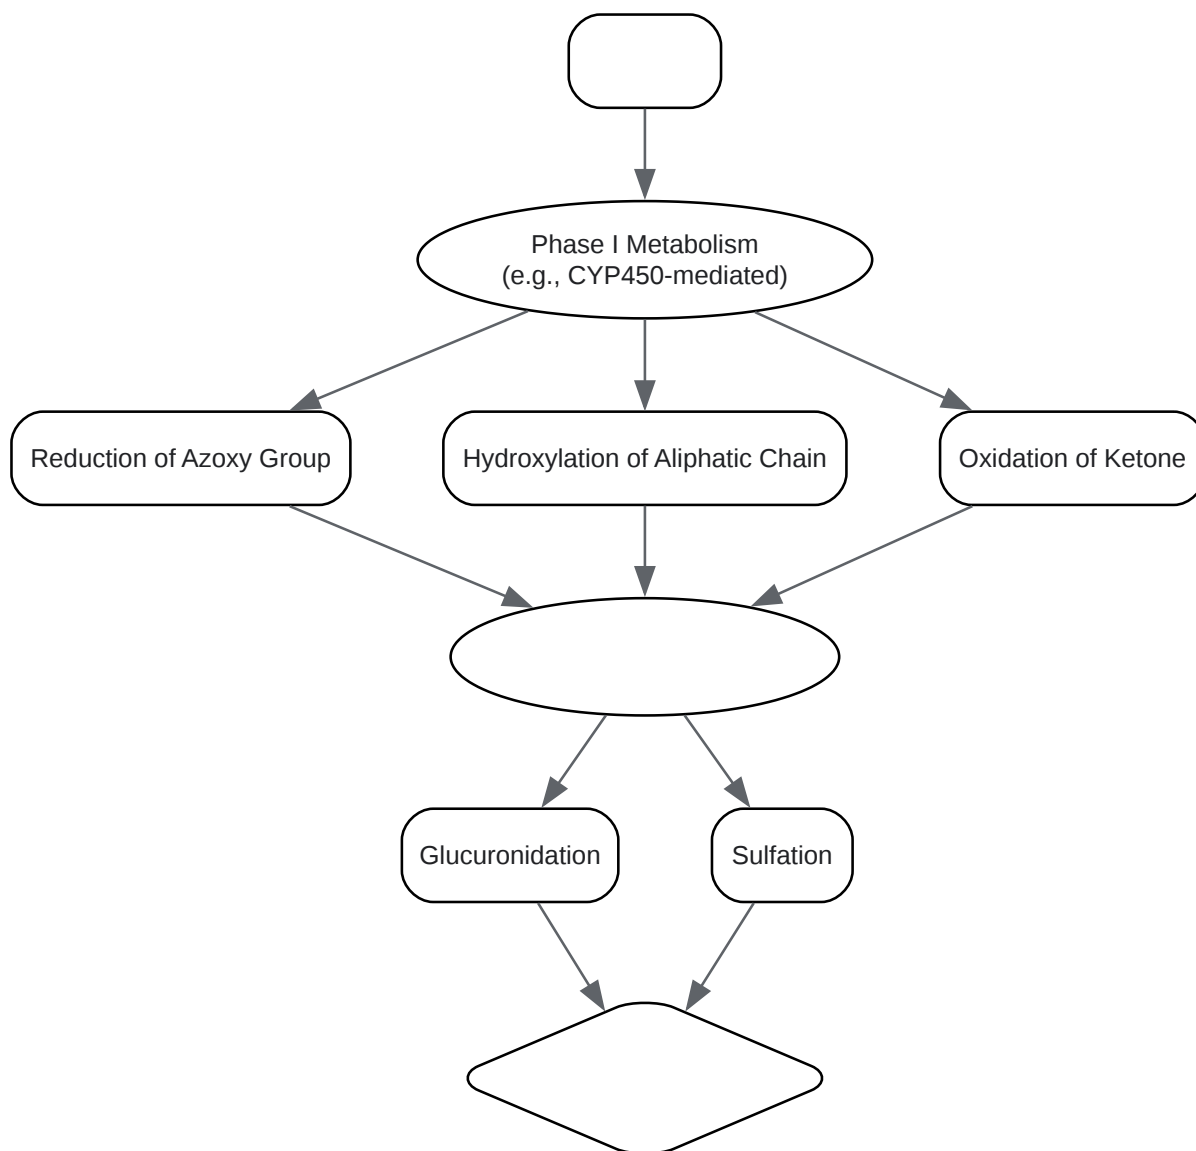 Phase I Metabolism
(e.g., CYP450-mediated)
Reduction of Azoxy Group
Hydroxylation of Aliphatic Chain
Oxidation of Ketone
Glucuronidation
Sulfation